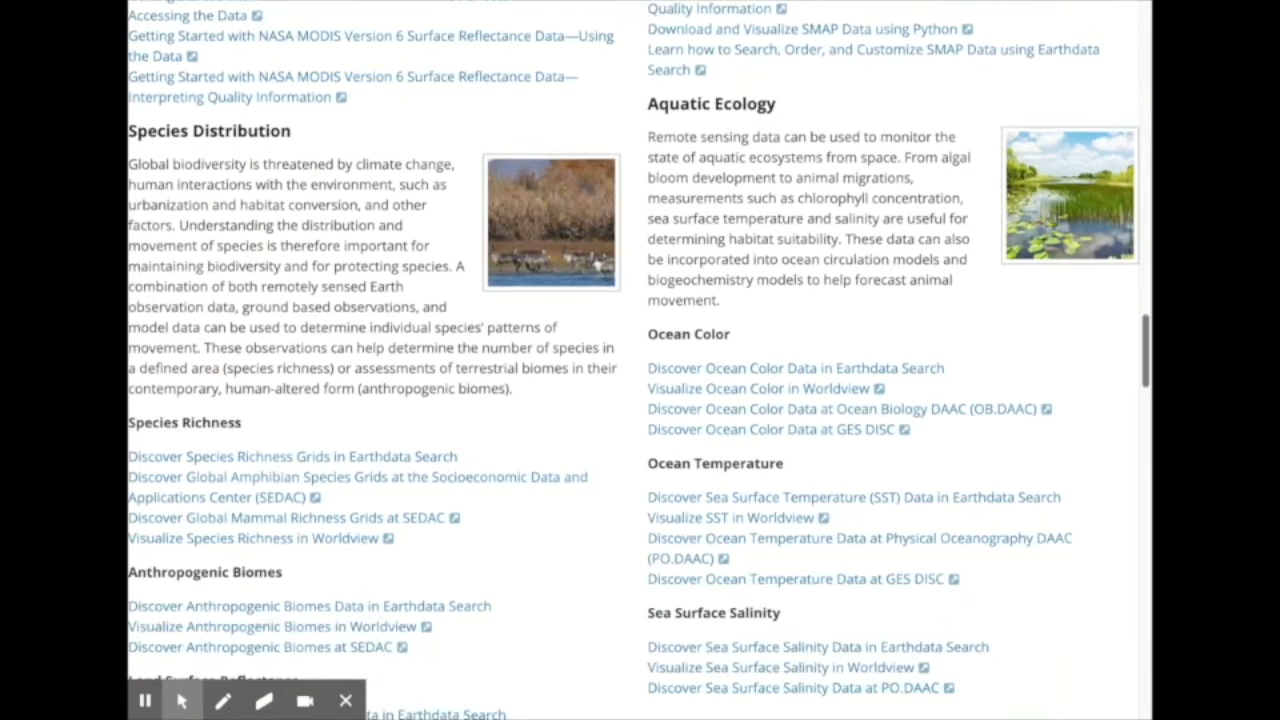 Accessing the Data
Getting Started with NASA MODIS Version 6 Surface Reflectance Data—Using
the Data
Getting Started with NASA MODIS Version 6 Surface Reflectance Data—
Interpreting Quality Information
Species Distribution
Global biodiversity is threatened by climate change,
human interactions with the environment, such as
urbanization and habitat conversion, and other
factors. Understanding the distribution and
movement of species is therefore important for
maintaining biodiversity and for protecting species. A
combination of both remotely sensed Earth
observation data, ground based observations, and
model data can be used to determine individual species' patterns of
movement. These observations can help determine the number of species in
a defined area (species richness) or assessments of terrestrial biomes in their
contemporary, human-altered form (anthropogenic biomes).
Species Richness
Discover Species Richness Grids in Earthdata Search
Discover Global Amphibian Species Grids at the Socioeconomic Data and
Applications Center (SEDAC)
Discover Global Mammal Richness Grids at SEDAC
Visualize Species Richness in Worldview
Anthropogenic Biomes
Discover Anthropogenic Biomes Data in Earthdata Search
Visualize Anthropogenic Biomes in Worldview
Discover Anthropogenic Biomes at SEDAC
Land Surface Reflectance
ta in Earthdata Search
Quality Information
Download and Visualize SMAP Data using Python
Learn how to Search, Order, and Customize SMAP Data using Earthdata
Search
Aquatic Ecology
Remote sensing data can be used to monitor the
state of aquatic ecosystems from space. From algal
bloom development to animal migrations,
measurements such as chlorophyll concentration,
sea surface temperature and salinity are useful for
determining habitat suitability. These data can also
be incorporated into ocean circulation models and
biogeochemistry models to help forecast animal
movement.
Ocean Color
Discover Ocean Color Data in Earthdata Search
Visualize Ocean Color in Worldview
Discover Ocean Color Data at Ocean Biology DAAC (OB.DAAC)
Discover Ocean Color Data at GES DISC
Ocean Temperature
Discover Sea Surface Temperature (SST) Data in Earthdata Search
Visualize SST in Worldview
Discover Ocean Temperature Data at Physical Oceanography DAAC
(PO.DAAC)
Discover Ocean Temperature Data at GES DISC
Sea Surface Salinity
Discover Sea Surface Salinity Data in Earthdata Search
Visualize Sea Surface Salinity in Worldview
Discover Sea Surface Salinity Data at PO.DAAC